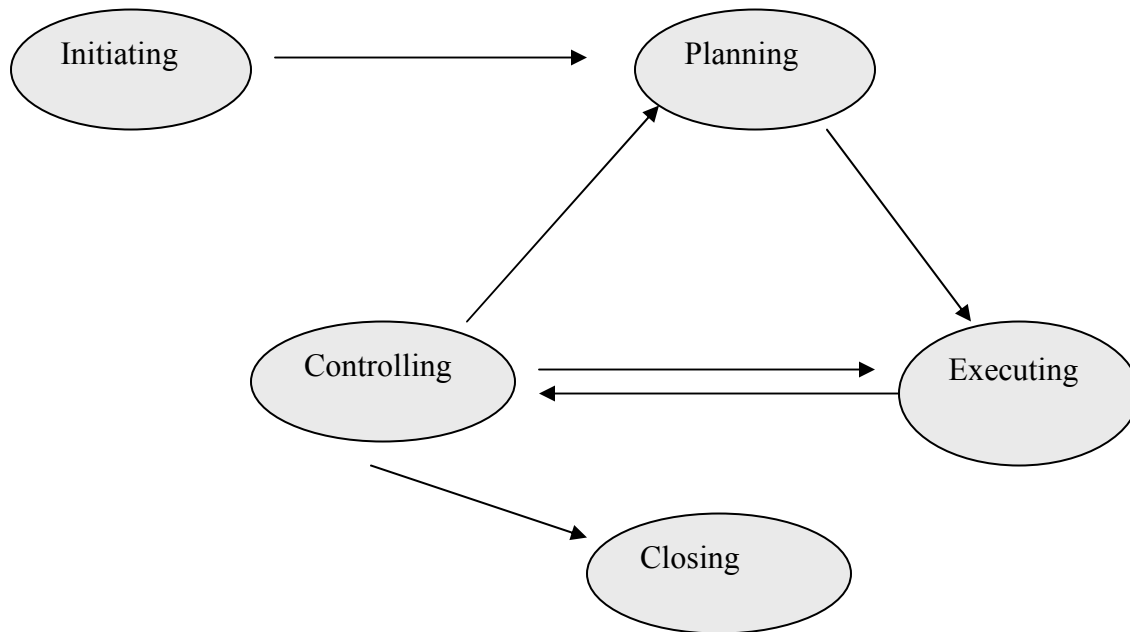 Initiating
Planning
Controlling
Executing
Closing